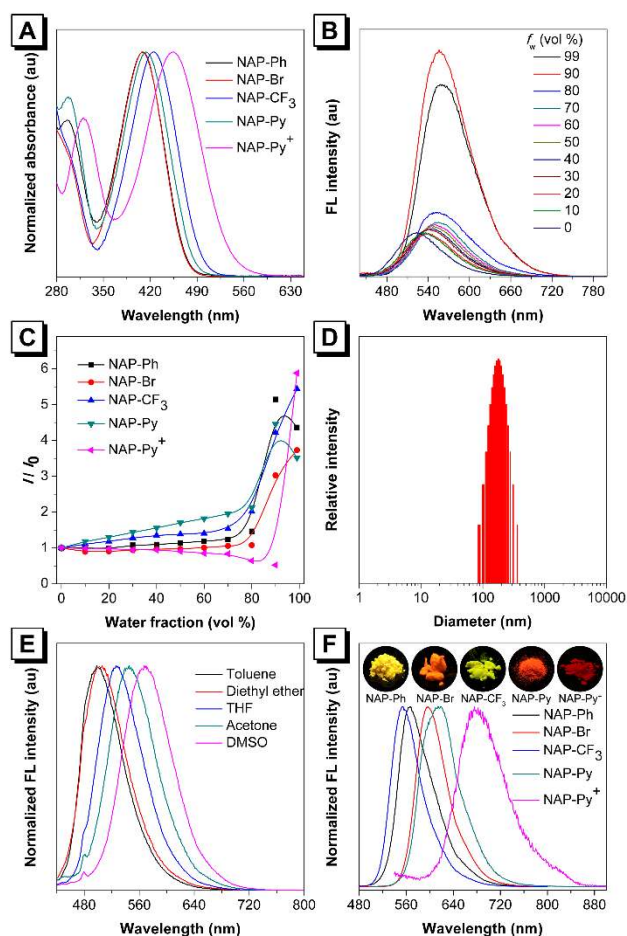 A
Normalized absorbance (au)
NAP-Ph
NAP-Br
NAP-CF3
NAP-Py
NAP-Py+
280 350 420 490 560 630
Wavelength (nm)
B
FL intensity (au)
fw (vol %)
99
90
80
70
60
50
40
30
20
10
0
480 560 640 720 800
Wavelength (nm)
C
I / I0
6
5
4
3
2
1
0
NAP-Ph
NAP-Br
NAP-CF3
NAP-Py
NAP-Py+
0 20 40 60 80 100
Water fraction (vol %)
D
Relative intensity
1 10 100 1000 10000
Diameter (nm)
E
Normalized FL intensity (au)
Toluene
Diethyl ether
THF
Acetone
DMSO
480 560 640 720 800
Wavelength (nm)
F
Normalized FL intensity (au)
NAP-Ph NAP-Br NAP-CF3 NAP-Py NAP-Py+
NAP-Ph
NAP-Br
NAP-CF3
NAP-Py
NAP-Py+
480 560 640 720 800 880
Wavelength (nm)